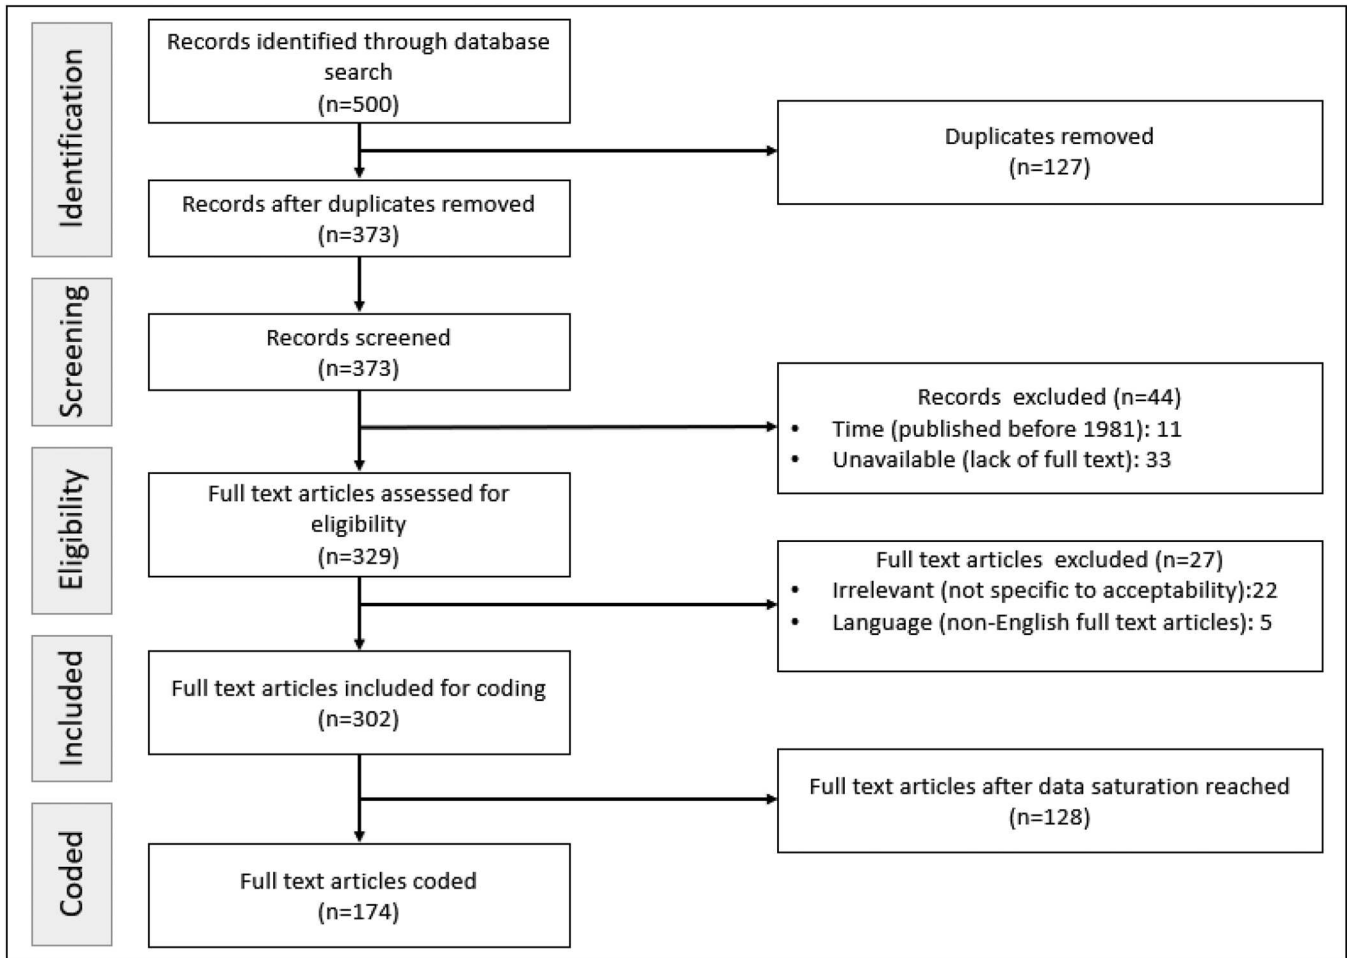 Identification
Records identified through database
search
(n=500)
Duplicates removed
(n=127)
Records after duplicates removed
(n=373)
Screening
Records screened
(n=373)
Records  excluded (n=44)
• Time (published before 1981): 11
• Unavailable (lack of full text): 33
Eligibility
Full text articles assessed for
eligibility
(n=329)
Full text articles  excluded (n=27)
• Irrelevant (not specific to acceptability):22
• Language (non-English full text articles): 5
Included
Full text articles included for coding
(n=302)
Full text articles after data saturation reached
(n=128)
Coded
Full text articles coded
(n=174)